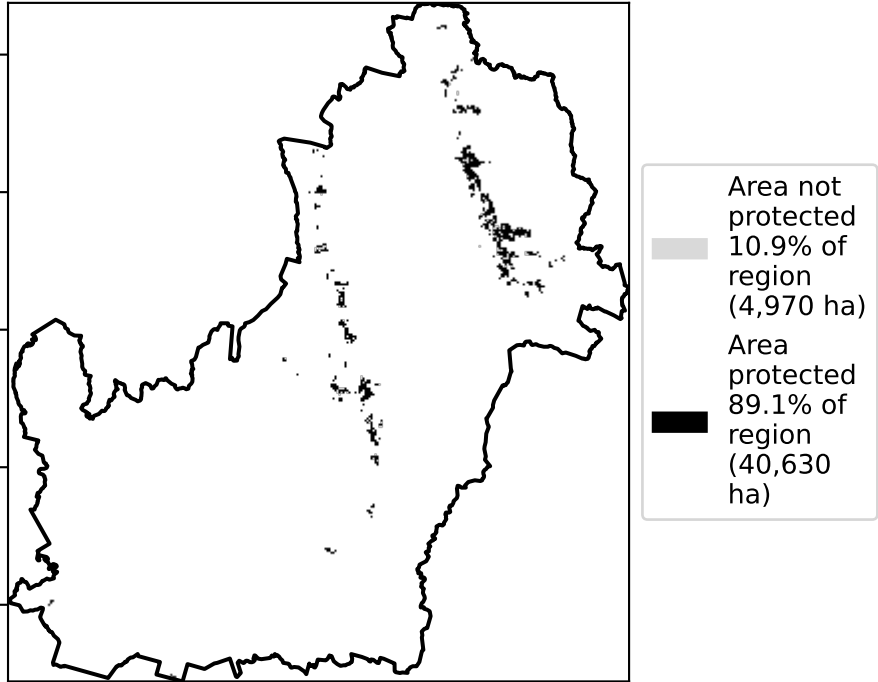 Area not
protected
10.9% of
region
(4,970 ha)
Area
protected
89.1% of
region
(40,630
ha)